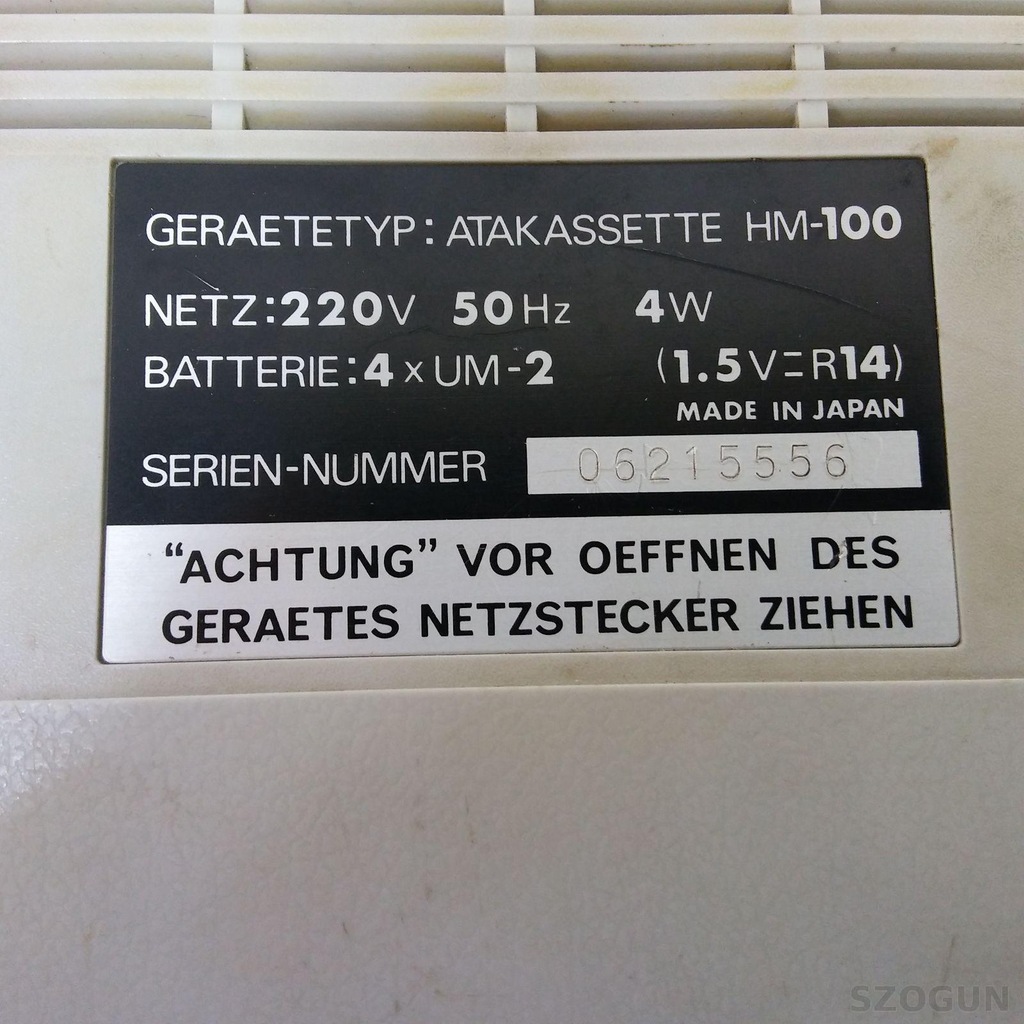 GERAETETYP: ATAKASSETTE HM-100
NETZ:220V 50Hz 4W
BATTERIE:4×UM-2 (1.5V=R14)
MADE IN JAPAN
SERIEN-NUMMER 06215556
“ACHTUNG” VOR OEFFNEN DES
GERAETES NETZSTECKER ZIEHEN
SZOGUN